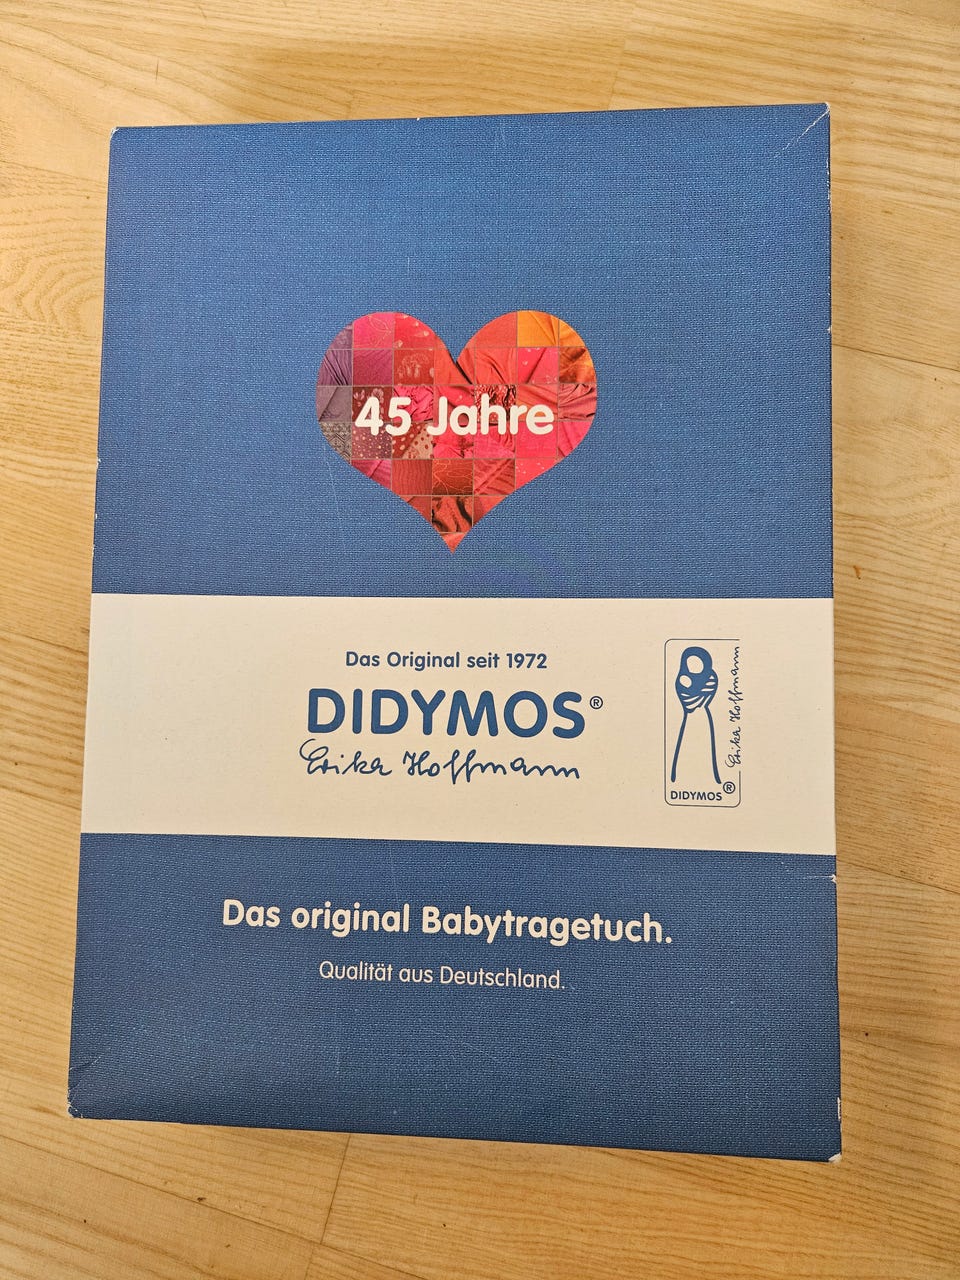 45 Jahre
Das Original seit 1972
DIDYMOS®
Erika Hoffmann
Erika Hoffmann
DIDYMOS®
Das original Babytragetuch.
Qualität aus Deutschland.